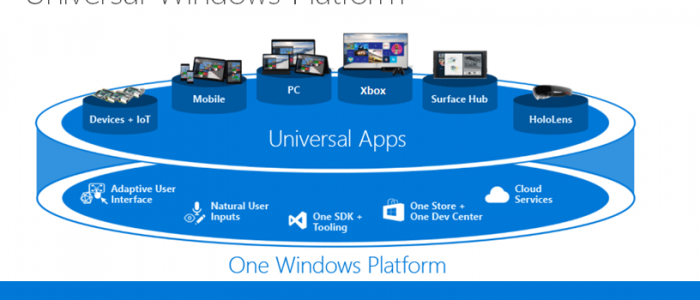 Universal Windows Platform
Devices + IoT
Mobile
PC
Xbox
Surface Hub
HoloLens
Universal Apps
Adaptive User
Interface
Natural User
Inputs
One SDK +
Tooling
One Store +
One Dev Center
Cloud
Services
One Windows Platform